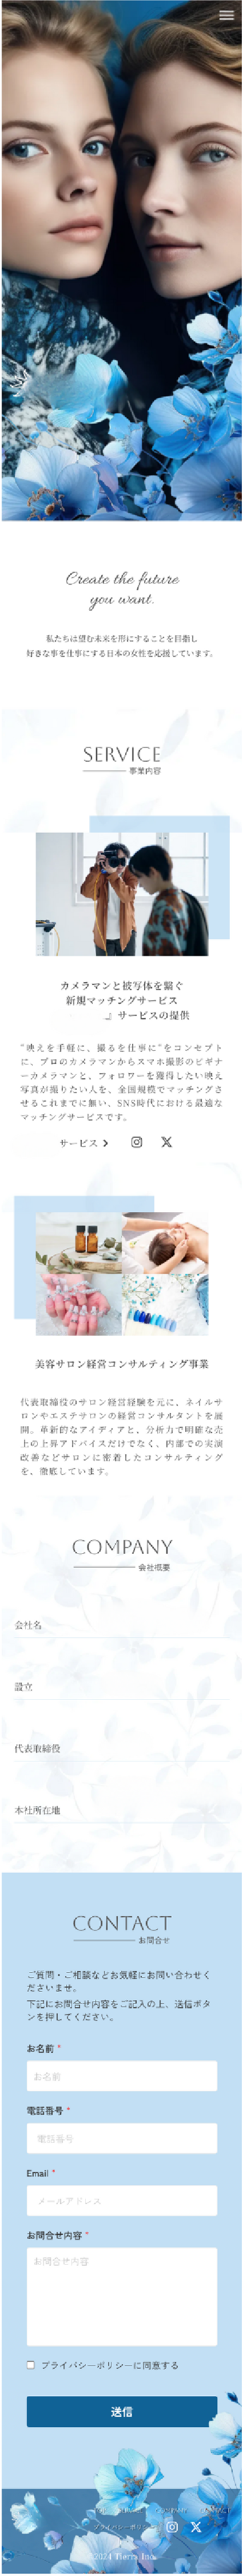 Create the future
you want.
私たちは望む未来を形にすることを目指し
好きな事を仕事にする日本の女性を応援しています。
SERVICE
事業内容
カメラマンと被写体を繋ぐ
新規マッチングサービス
』サービスの提供
"映えを手軽に、撮るを仕事に"をコンセプト
に、プロのカメラマンからスマホ撮影のビギナ
ーカメラマンと、フォロワーを獲得したい映え
写真が撮りたい人を、全国規模でマッチングさ
せるこれまでに無い、SNS時代における最適な
マッチングサービスです。
サービス
美容サロン経営コンサルティング事業
代表取締役のサロン経営経験を元に、ネイルサ
ロンやエステサロンの経営コンサルタントを展
開。革新的なアイディアと、分析力で明確な売
上の上昇アドバイスだけでなく、内部での実演
改善などサロンに密着したコンサルティング
を、徹底しています。
COMPANY
会社概要
会社名
設立
代表取締役
本社所在地
CONTACT
お問合せ
ご質問・ご相談などお気軽にお問い合わせく
ださいませ。
下記にお問合せ内容をご記入の上、送信ボタ
ンを押してください。
お名前 *
お名前
電話番号 *
電話番号
Email *
メールアドレス
お問合せ内容 *
お問合せ内容
プライバシーポリシーに同意する
送信
プライバシーポリシー